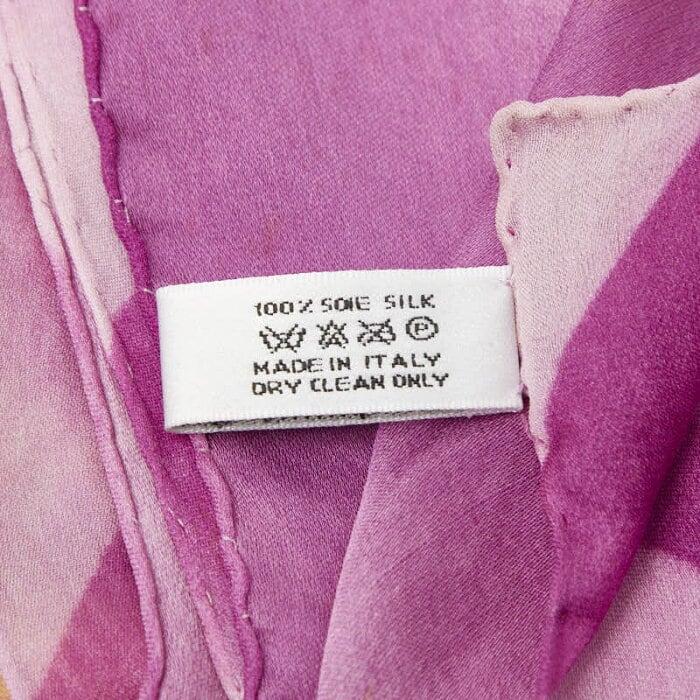 100% SOIE SILK
P
MADE IN ITALY
DRY CLEAN ONLY